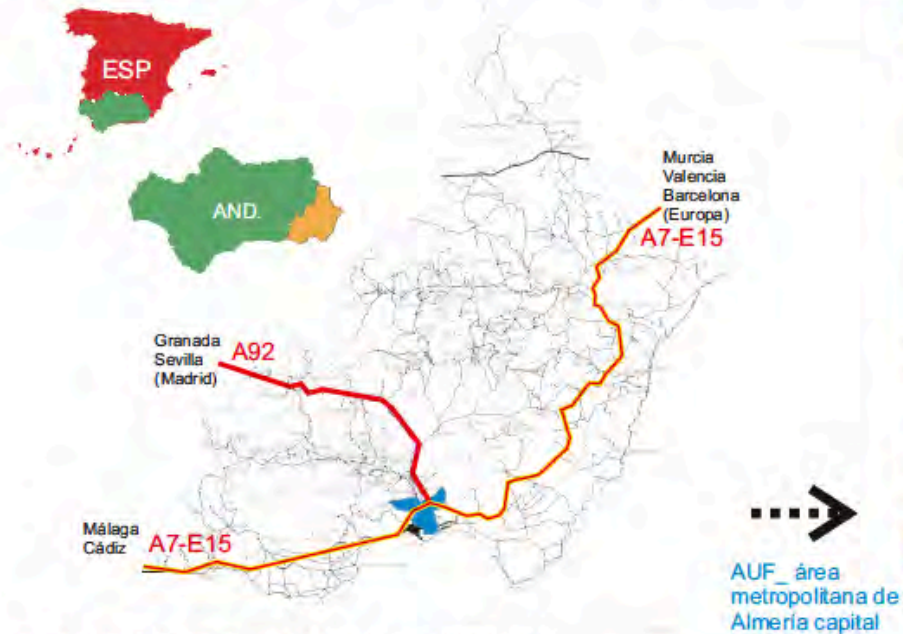 ESP
AND.
Murcia
Valencia
Barcelona
(Europa)
A7-E15
Granada
Sevilla
(Madrid)
A92
Málaga
Cádiz
A7-E15
AUF_ área
metropolitana de
Almería capital